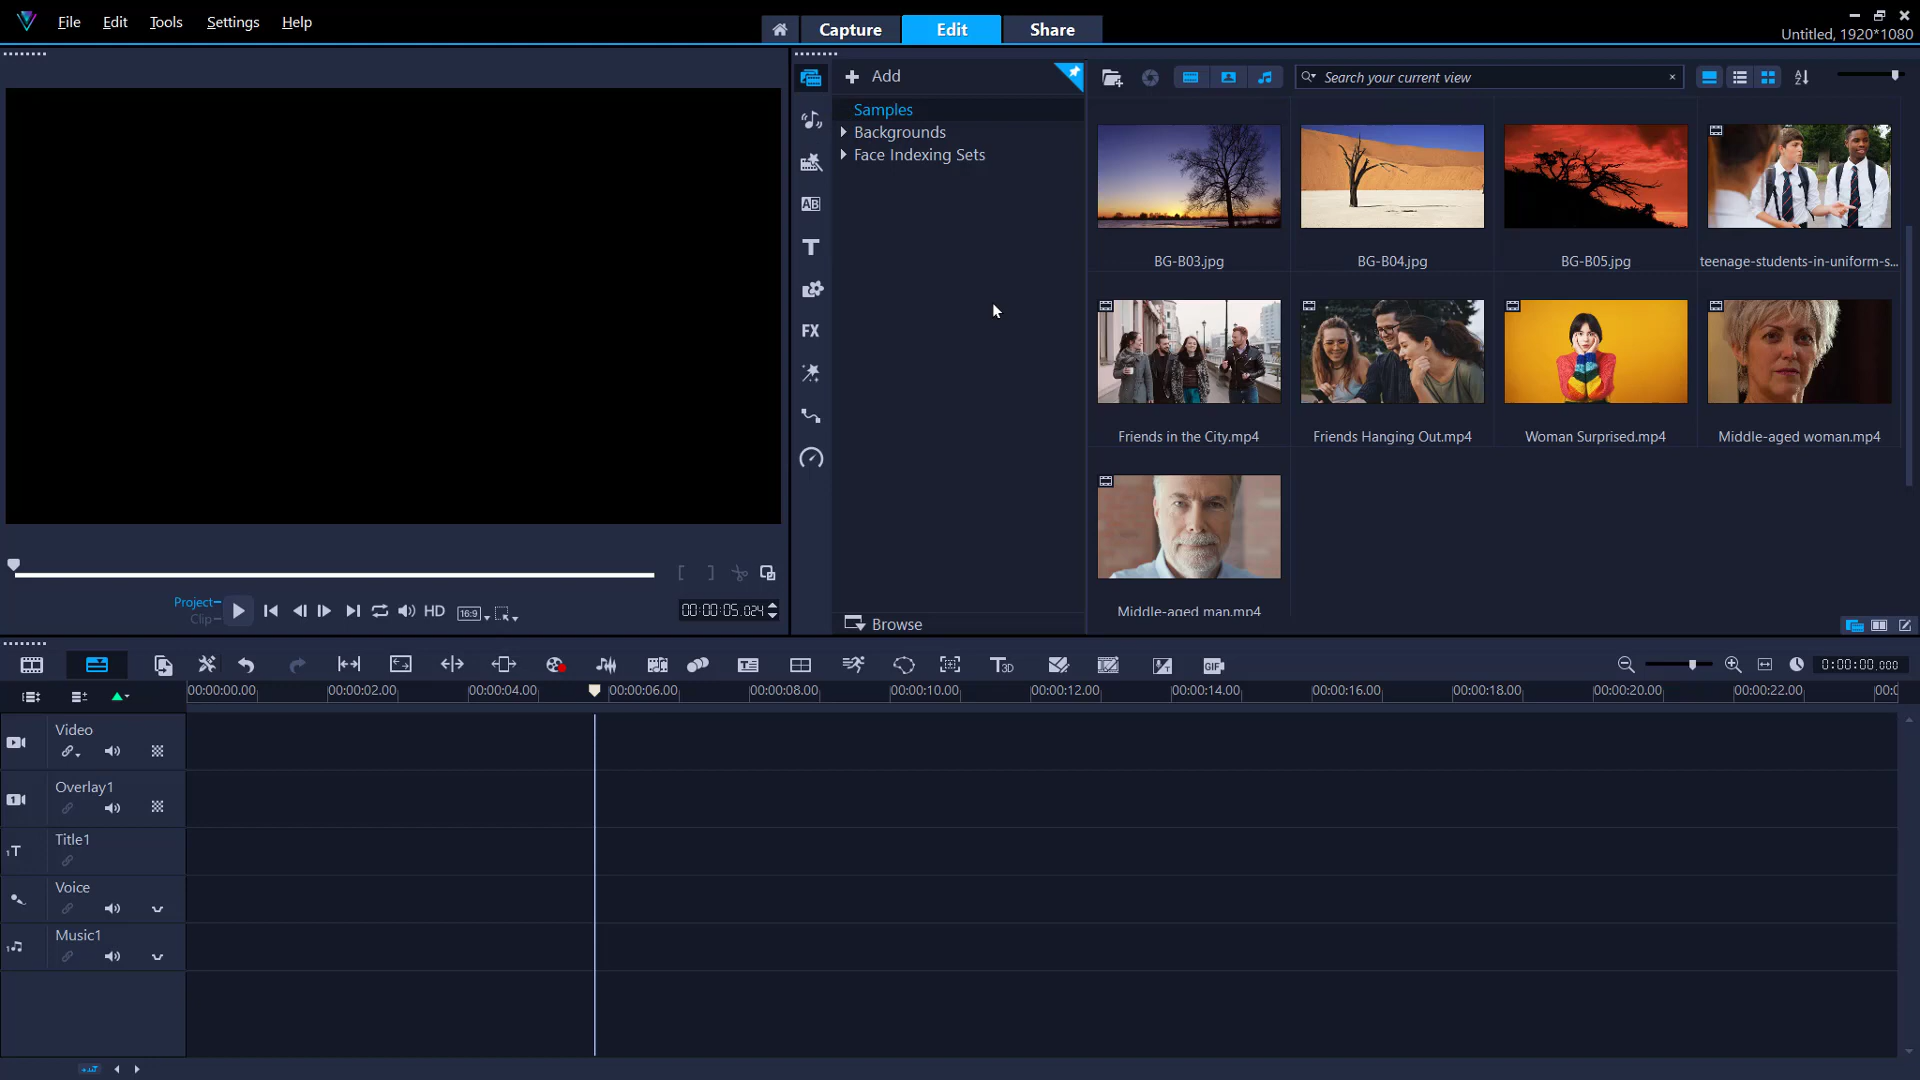 File Edit Tools Settings Help
Capture Edit Share
Untitled, 1920*1080
Add
Search your current view
Samples
Backgrounds
Face Indexing Sets
AB
T
FX
BG-B03.jpg BG-B04.jpg BG-B05.jpg teenage-students-in-uniform-s...
Friends in the City.mp4 Friends Hanging Out.mp4 Woman Surprised.mp4 Middle-aged woman.mp4
Middle-aged man.mp4
Browse
Project
Clip
HD
16:9
00:00:05.024
T3D
GIF
0:00:00.000
00:00:00.00 00:00:02.00 00:00:04.00 00:00:06.00 00:00:08.00 00:00:10.00 00:00:12.00 00:00:14.00 00:00:16.00 00:00:18.00 00:00:20.00 00:00:22.00
Video
Overlay1
Title1
Voice
Music1